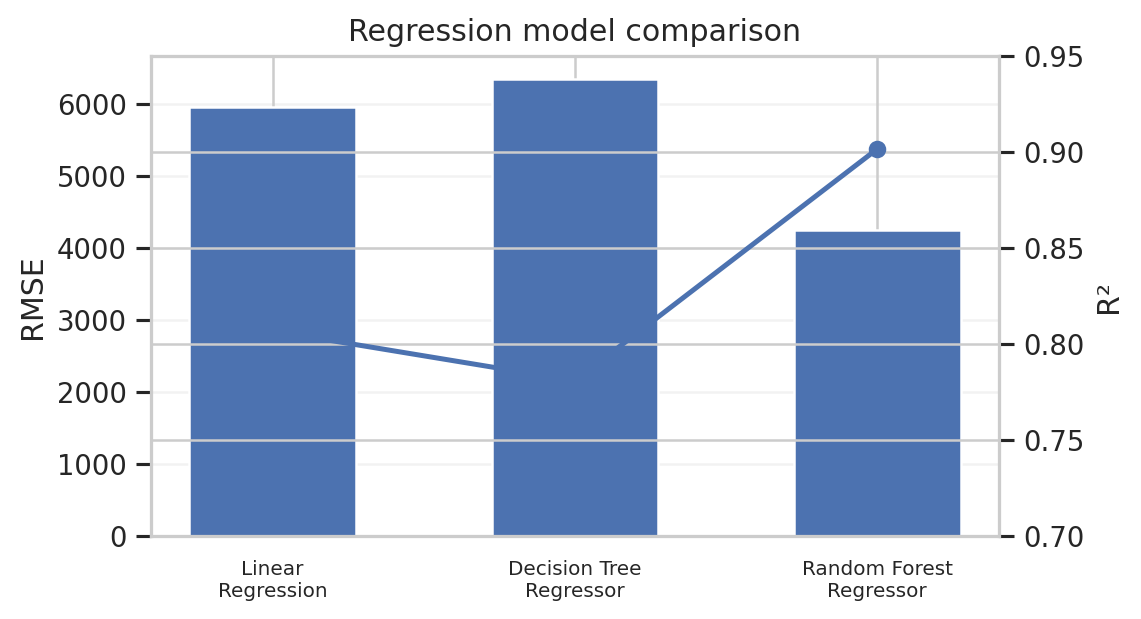 Regression model comparison
RMSE
6000
5000
4000
3000
2000
1000
0
0.95
0.90
0.85
0.80
0.75
0.70
R²
Linear
Regression
Decision Tree
Regressor
Random Forest
Regressor